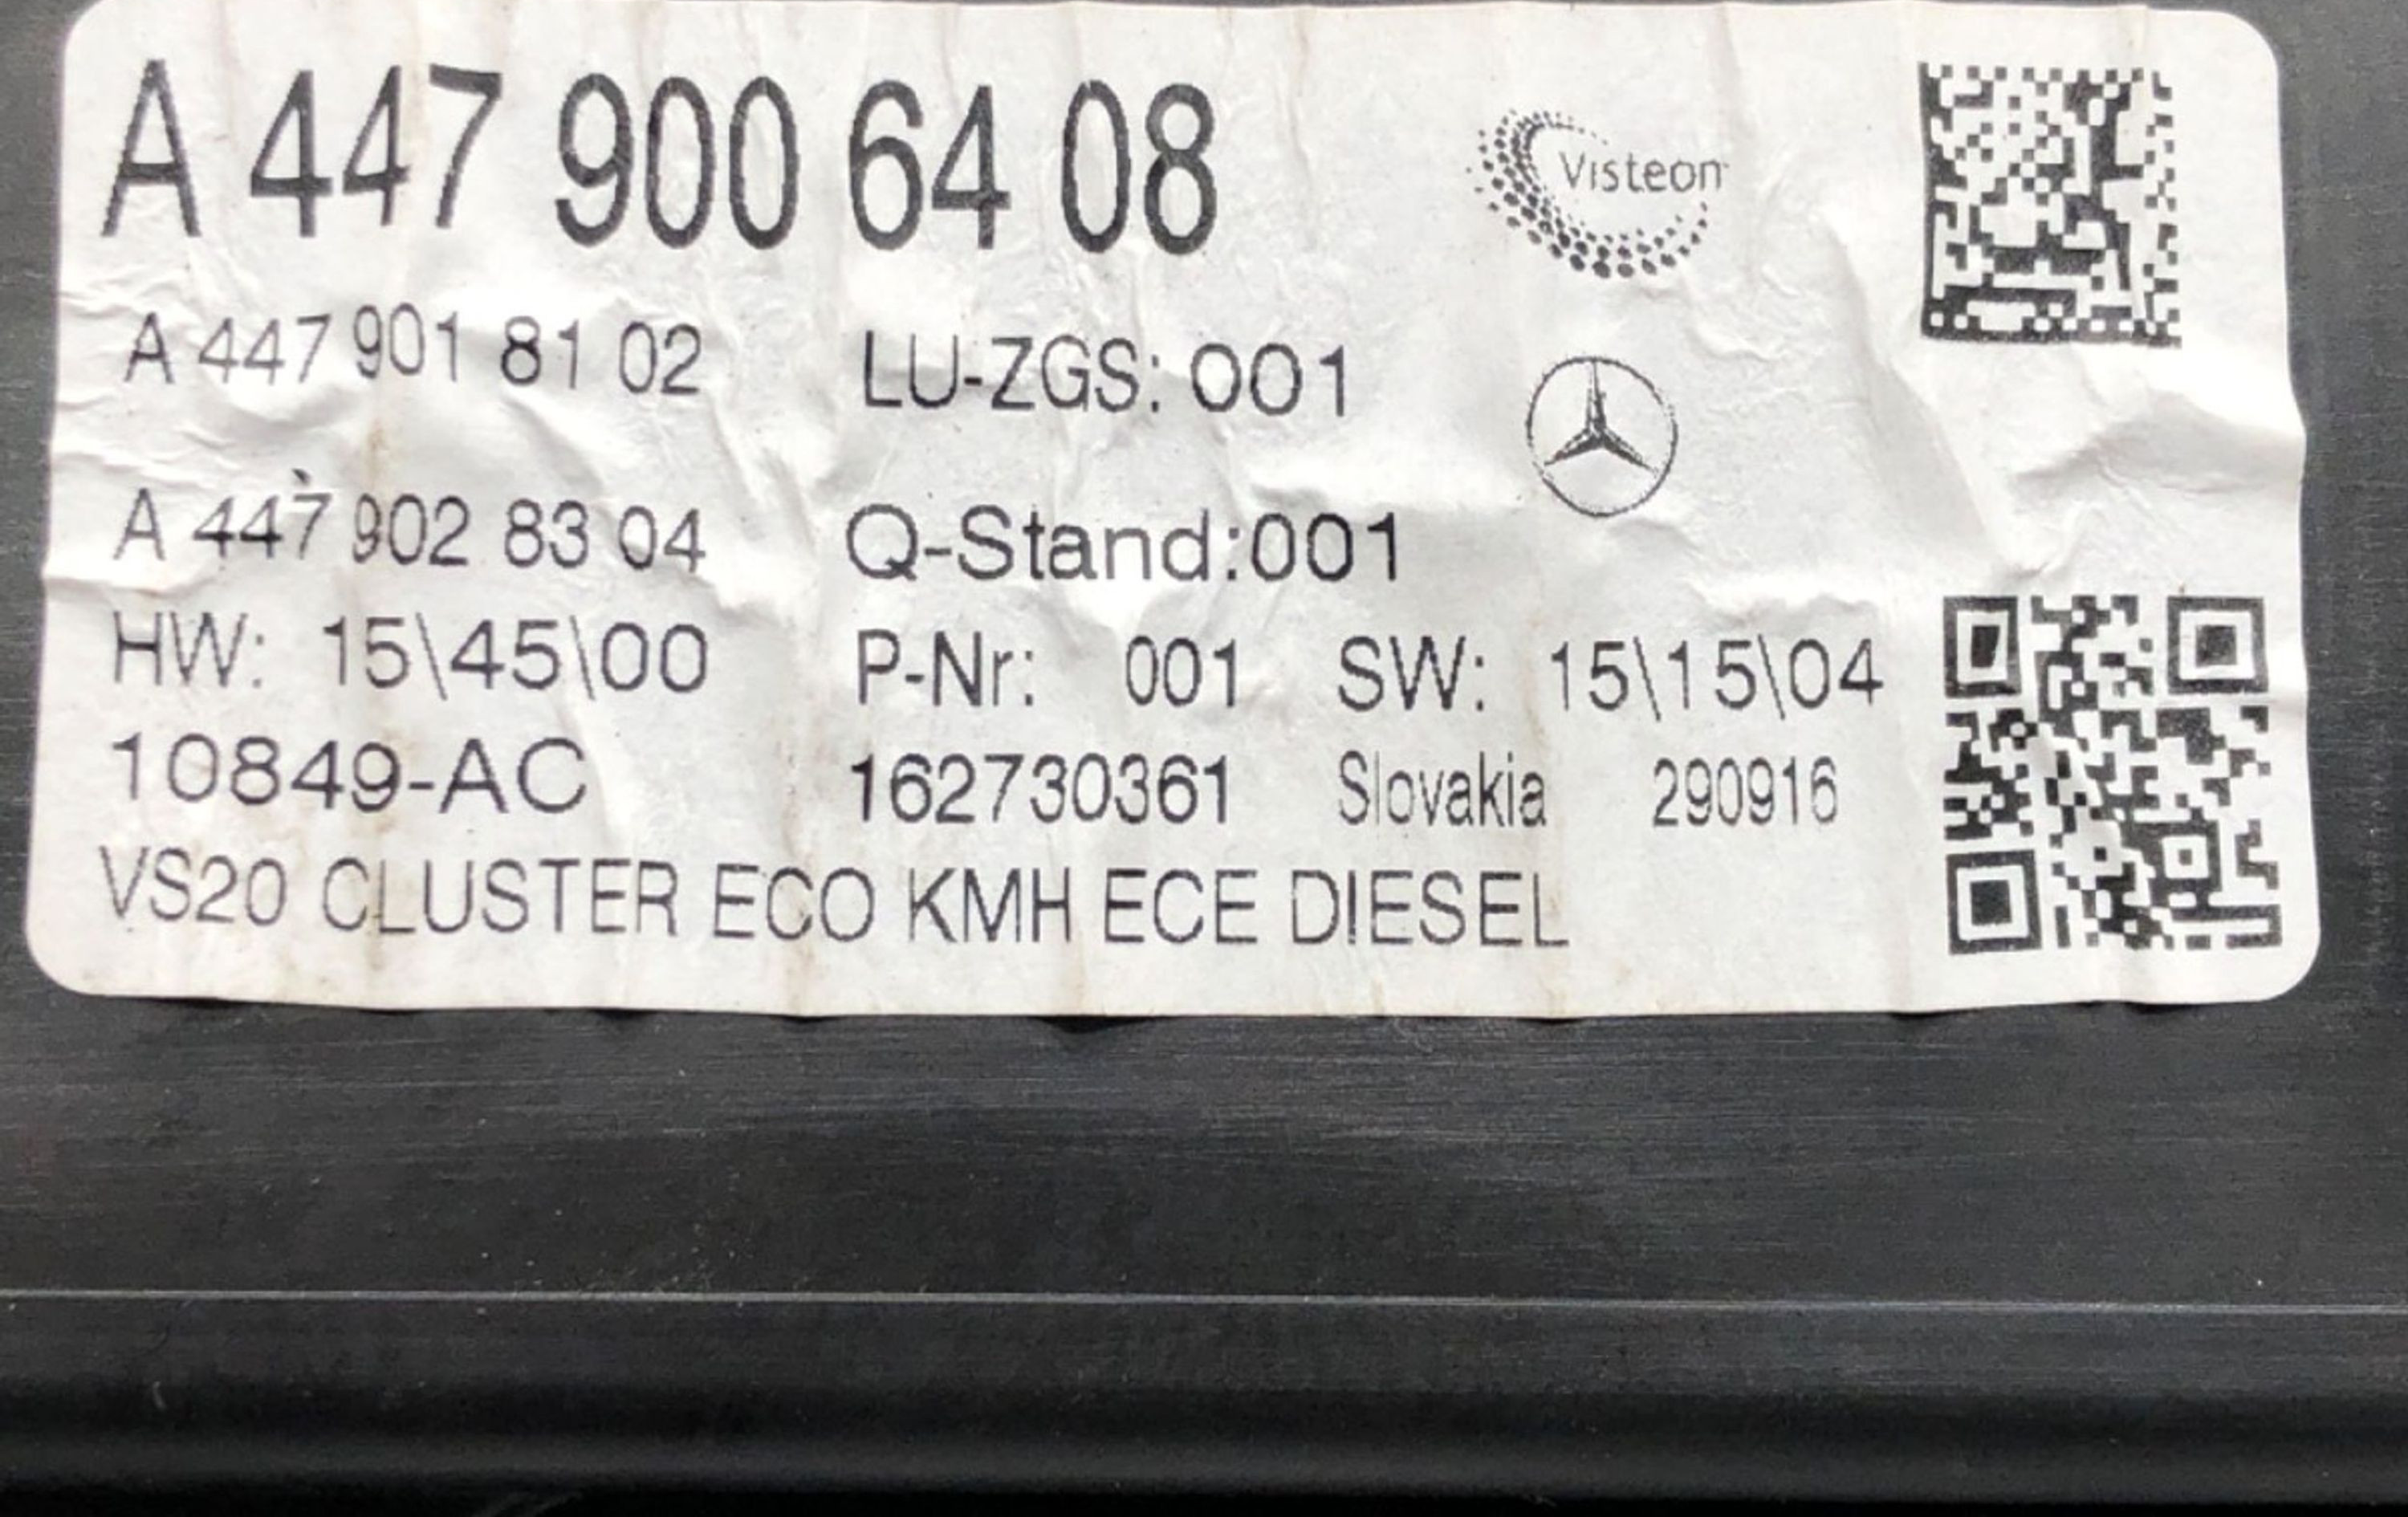 A 447 900 64 08
Visteon
A 447 901 81 02 LU-ZGS: 001
A 447 902 83 04 Q-Stand:001
HW: 15\45\00 P-Nr: 001 SW: 15\15\04
10849-AC 162730361 Slovakia 290916
VS20 CLUSTER ECO KMH ECE DIESEL